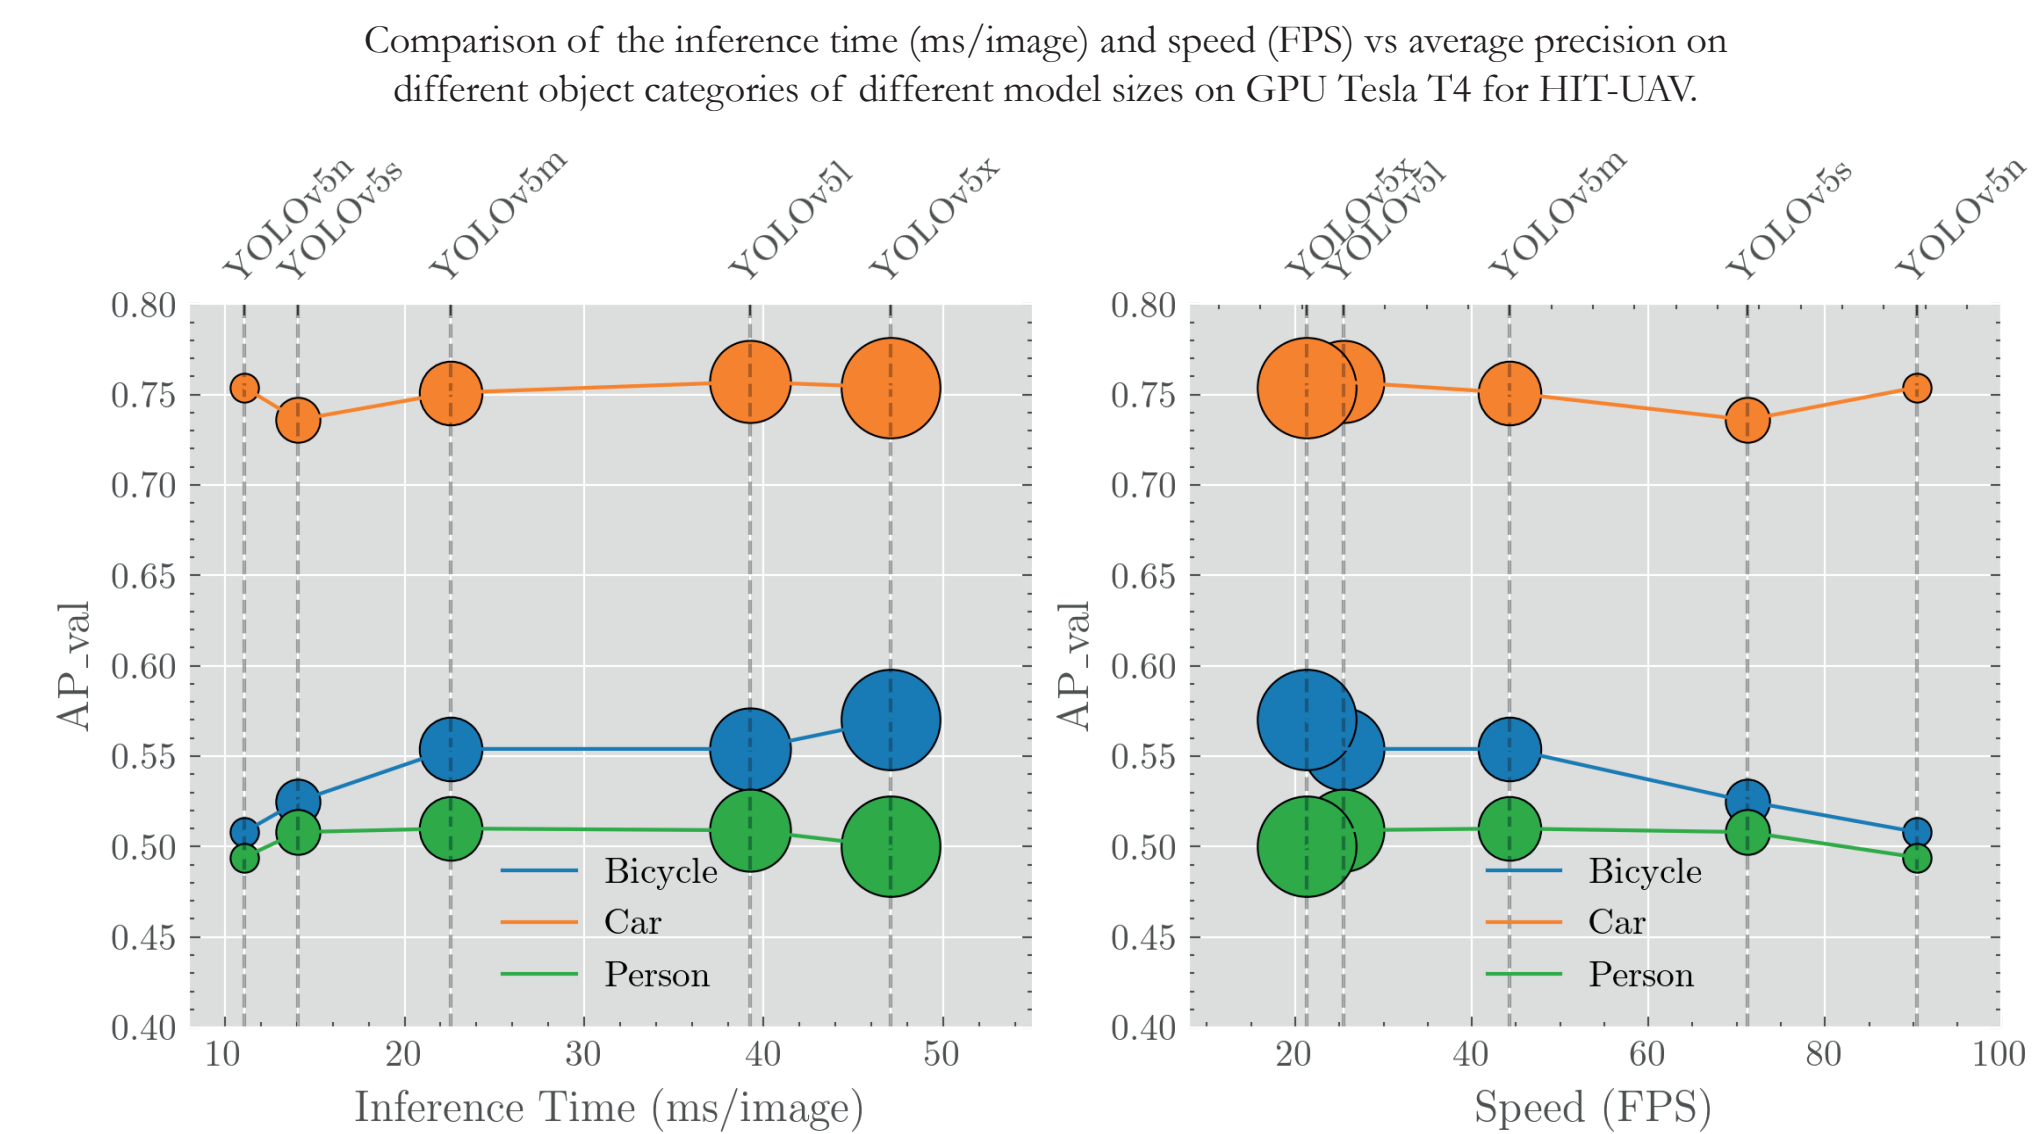 Comparison of the inference time (ms/image) and speed (FPS) vs average precision on
different object categories of different model sizes on GPU Tesla T4 for HIT-UAV.
YOLOv5n
YOLOv5s
YOLOv5m
YOLOv5l
YOLOv5x
0.80
0.75
0.70
0.65
0.60
0.55
0.50
0.45
0.40
AP_val
Bicycle
Car
Person
10
20
30
40
50
Inference Time (ms/image)
YOLOv5x
YOLOv5l
YOLOv5m
YOLOv5s
YOLOv5n
0.80
0.75
0.70
0.65
0.60
0.55
0.50
0.45
0.40
AP_val
Bicycle
Car
Person
20
40
60
80
100
Speed (FPS)